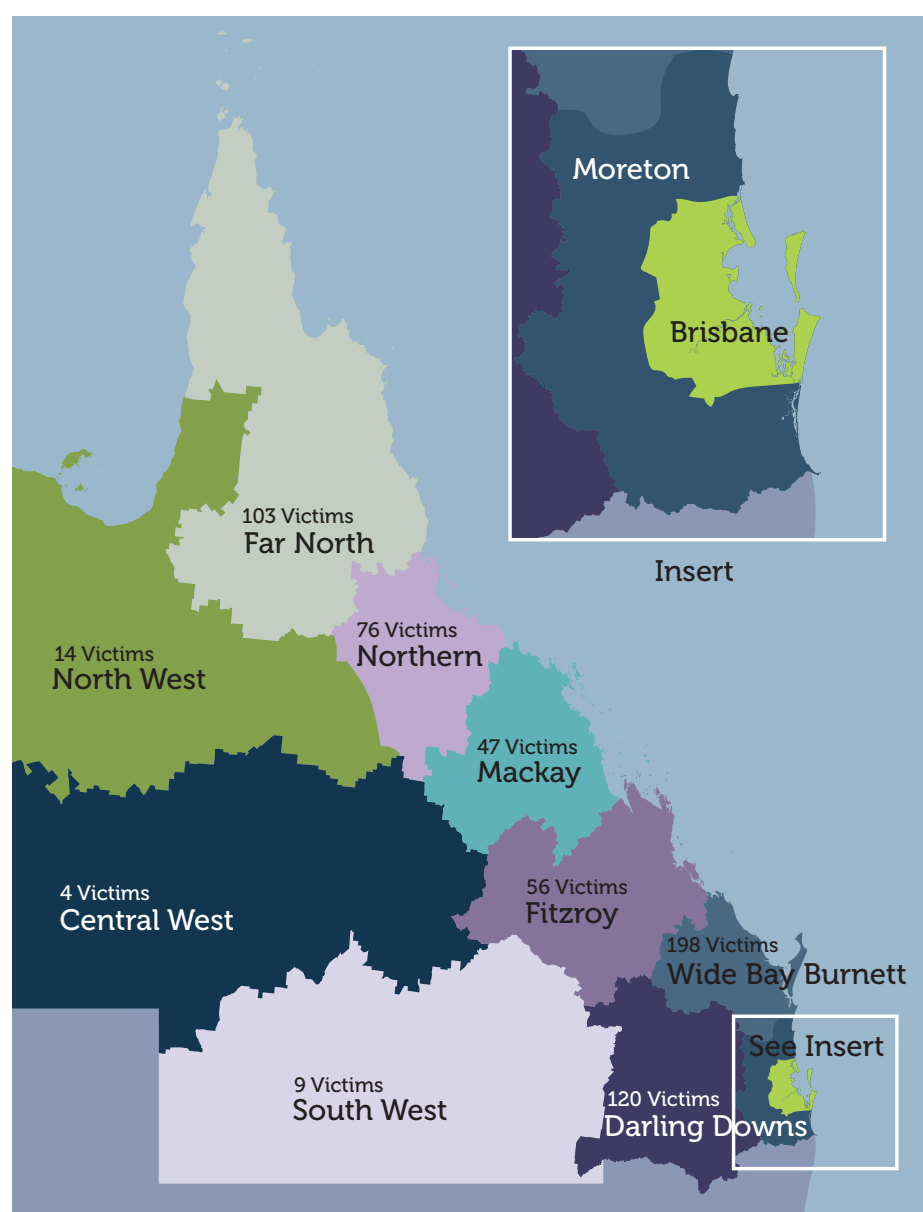 Moreton
Brisbane
Insert
103 Victims
Far North
76 Victims
Northern
14 Victims
North West
47 Victims
Mackay
4 Victims
Central West
56 Victims
Fitzroy
198 Victims
Wide Bay Burnett
See Insert
9 Victims
South West
120 Victims
Darling Downs